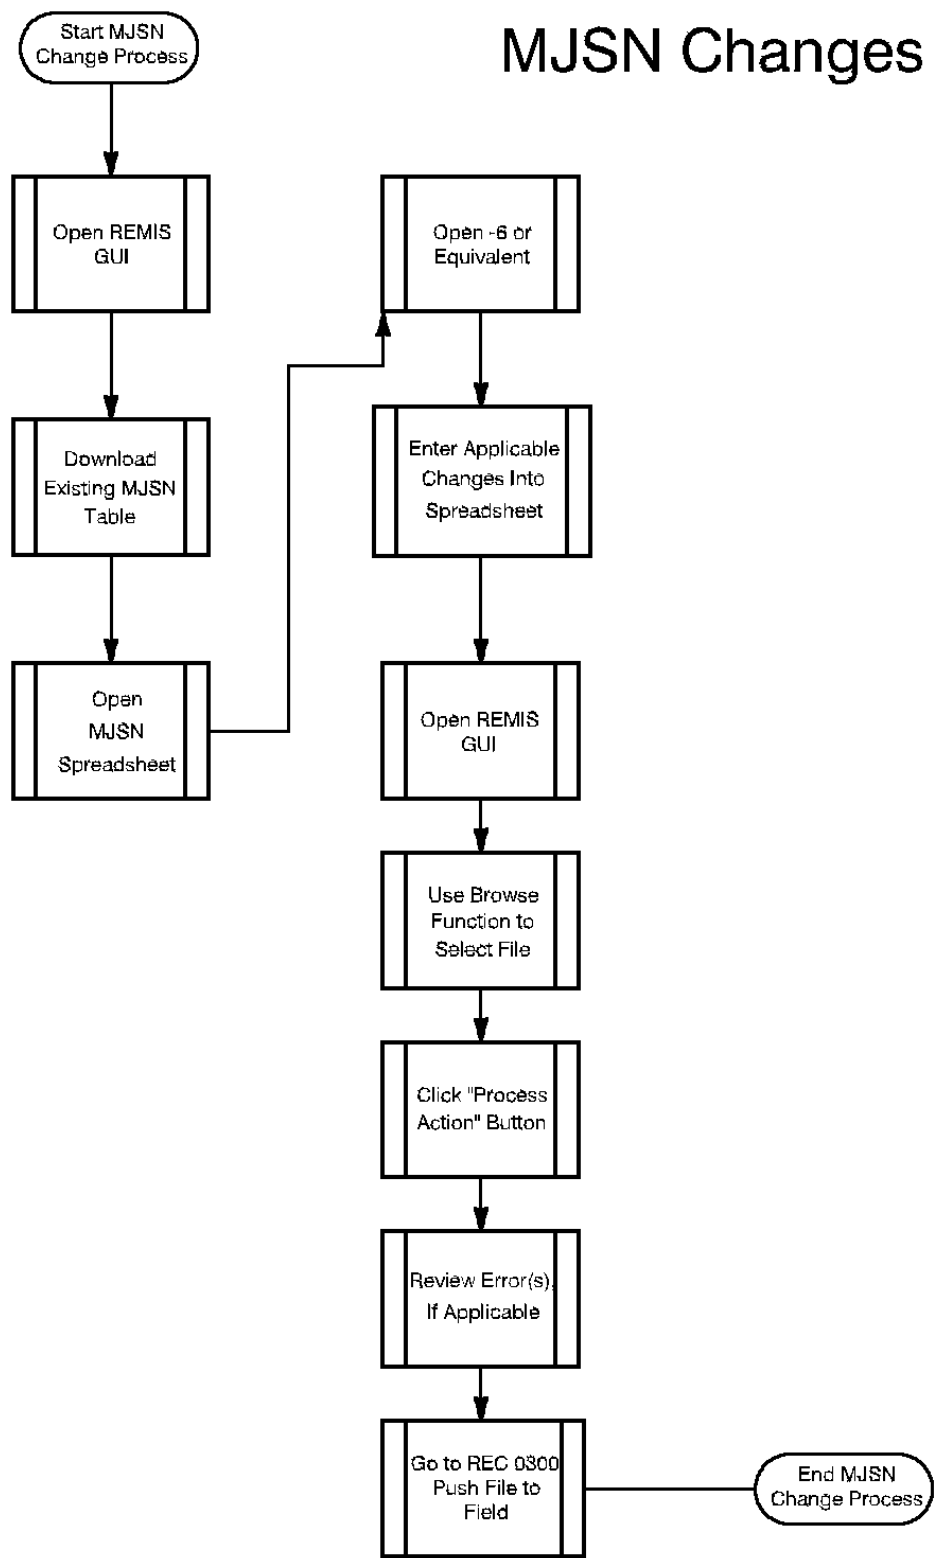 MJSN Changes
Start MJSN
Change Process
Open REMIS
GUI
Download
Existing MJSN
Table
Open
MJSN
Spreadsheet
Open -6 or
Equivalent
Enter Applicable
Changes Into
Spreadsheet
Open REMIS
GUI
Use Browse
Function to
Select File
Click "Process
Action" Button
Review Error(s),
If Applicable
Go to REC 0300
Push File to
Field
End MJSN
Change Process